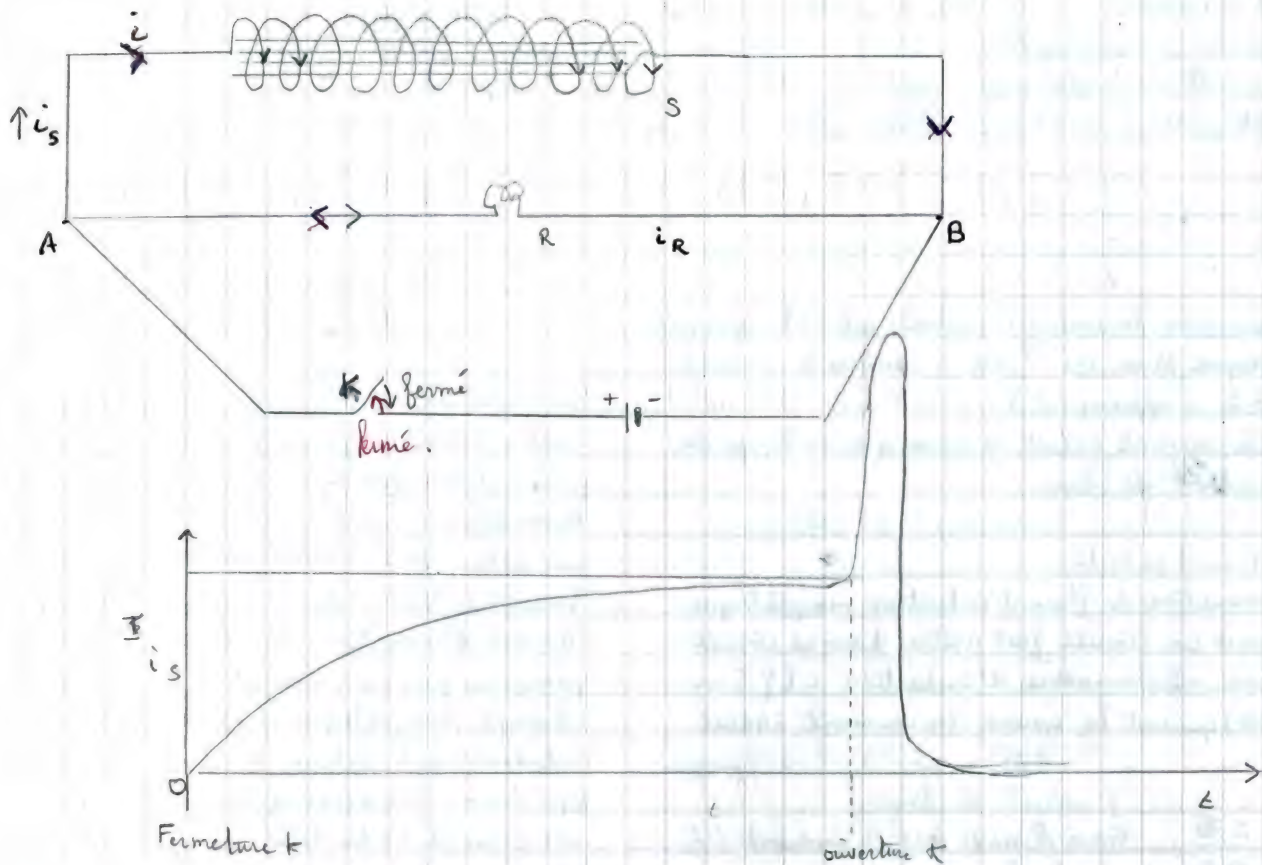 i
S
↑ i_s
A
R
i_R
B
K
fermé
fermé.
+ -
i_s
O
t
Fermeture K
ouverture K